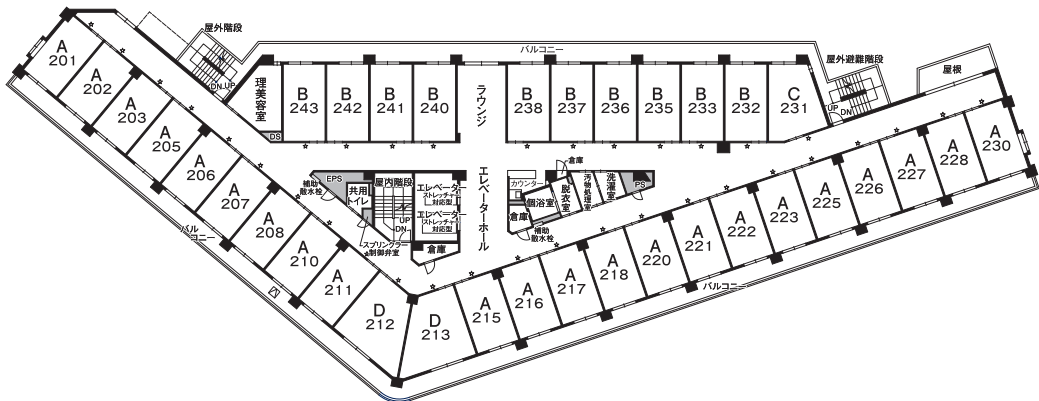 屋外階段
バルコニー
屋外避難階段
屋根
A
201
A
202
A
203
A
205
A
206
A
207
A
208
A
210
A
211
D
212
D
213
A
215
A
216
A
217
A
218
A
220
A
221
A
222
A
223
A
225
A
226
A
227
A
228
A
230
DN
UP
理美容室
DS
B
243
B
242
B
241
B
240
ラウンジ
B
238
B
237
B
236
B
235
B
233
B
232
C
231
UP
DN
EPS
補助
散水栓
共用
トイレ
屋内階段
UP
DN
スプリンクラー
制御弁室
エレベーター
ストレッチャー
対応型
エレベーター
ストレッチャー
対応型
倉庫
エレベーターホール
カウンター
倉庫
個浴室
補助
散水栓
脱衣室
倉庫
汚物処理室
洗濯室
PS
バルコニー
バルコニー